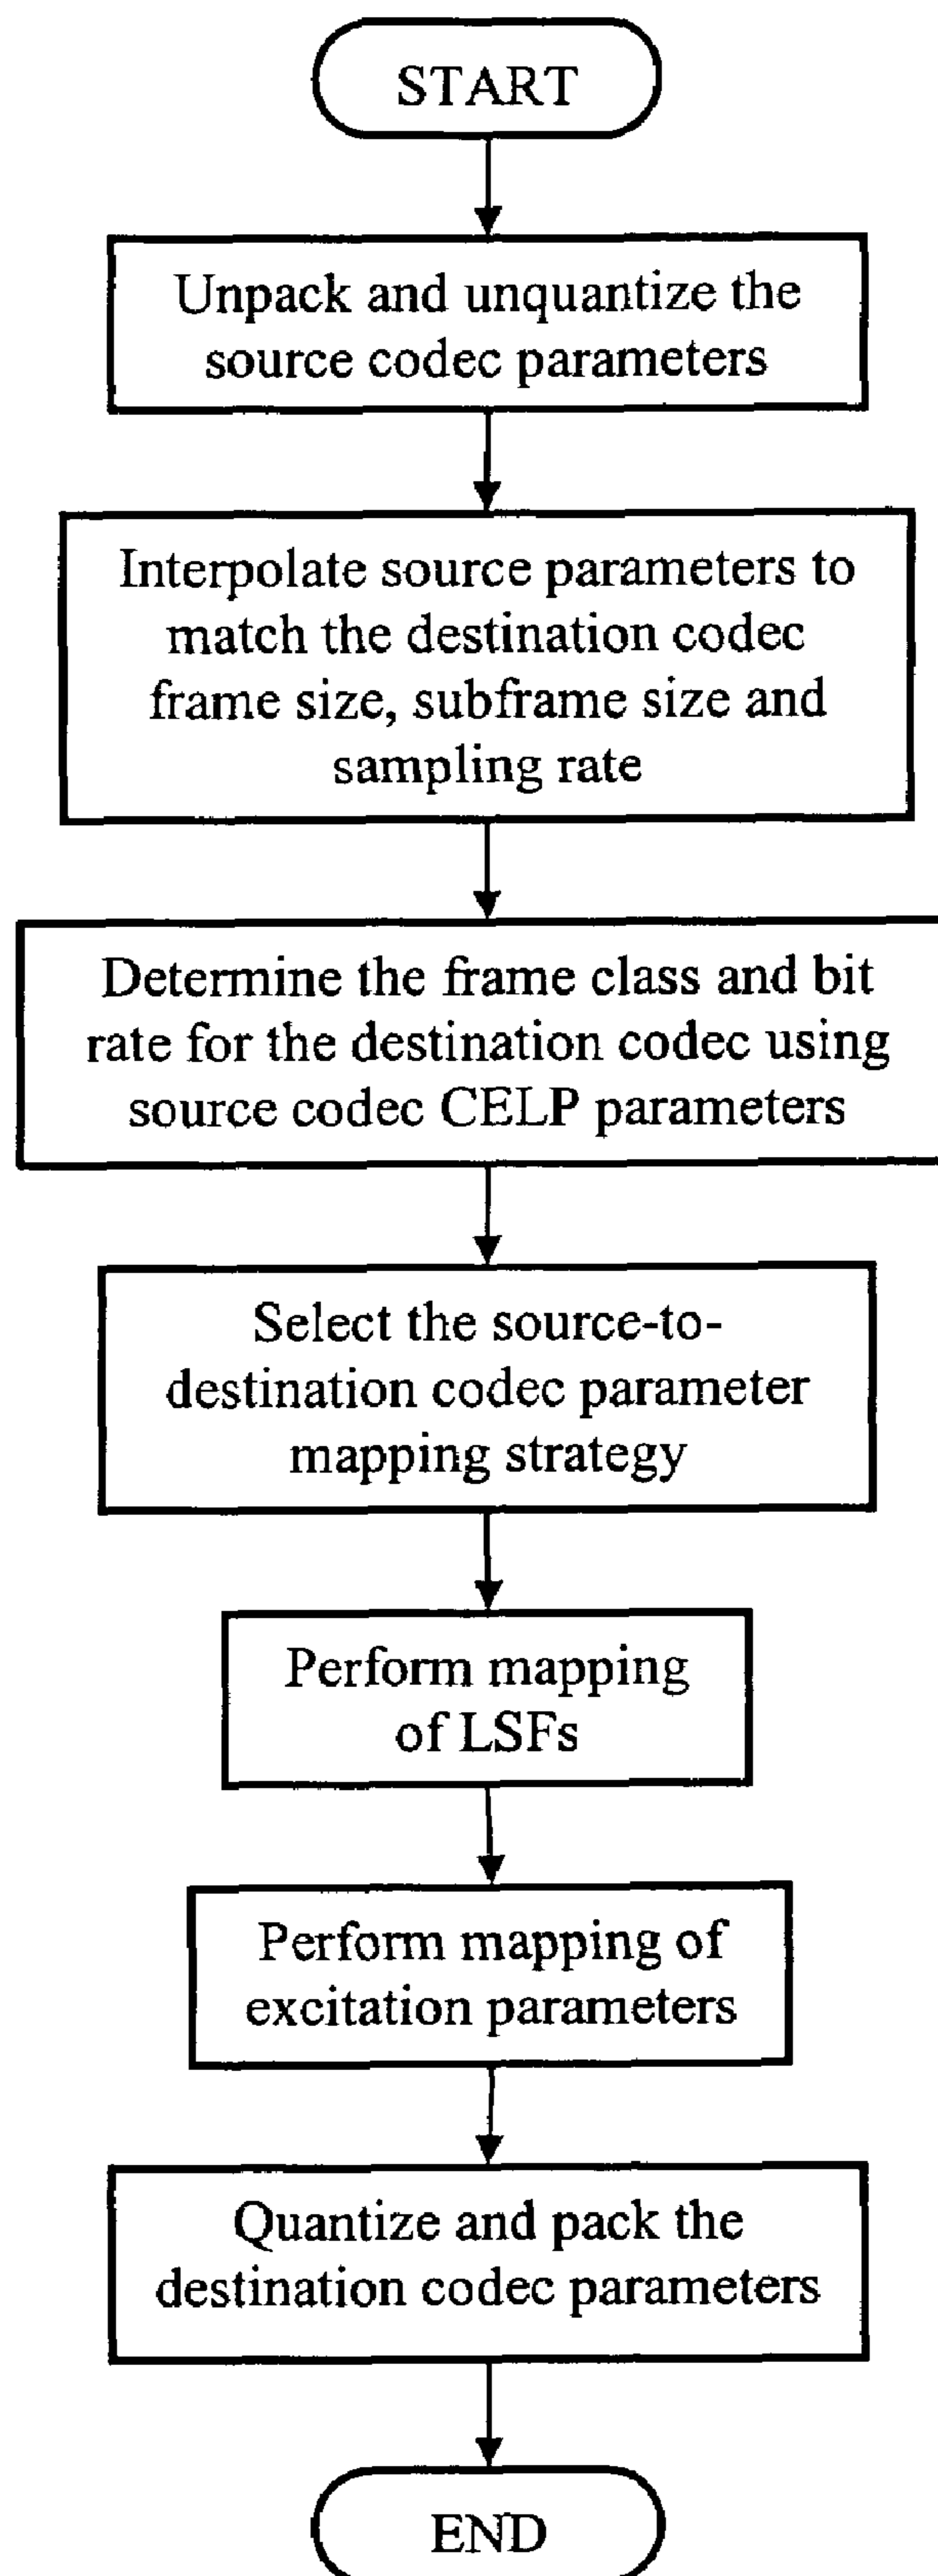 START
Unpack and unquantize the
source codec parameters
Interpolate source parameters to
match the destination codec
frame size, subframe size and
sampling rate
Determine the frame class and bit
rate for the destination codec using
source codec CELP parameters
Select the source-to-
destination codec parameter
mapping strategy
Perform mapping
of LSFs
Perform mapping of
excitation parameters
Quantize and pack the
destination codec parameters
END